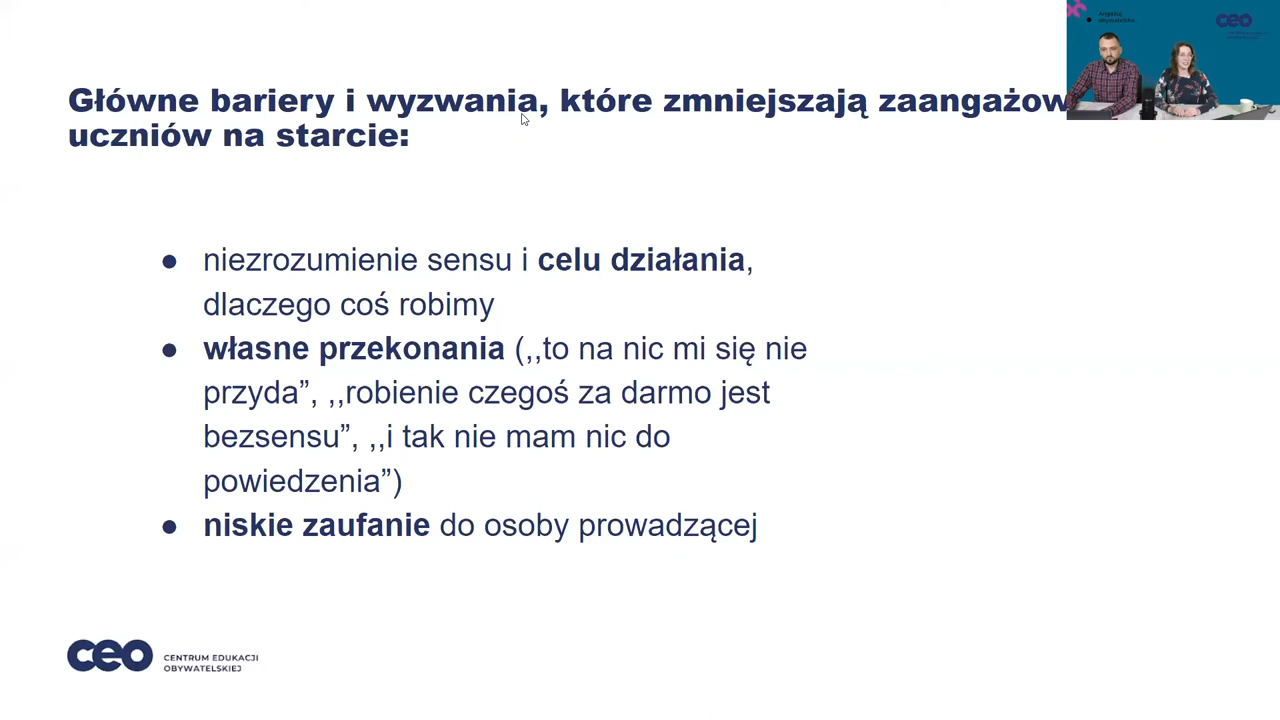 Główne bariery i wyzwania, które zmniejszają zaangażow
uczniów na starcie:
● niezrozumienie sensu i celu działania,
dlaczego coś robimy
● własne przekonania (,,to na nic mi się nie
przyda”, ,,robienie czegoś za darmo jest
bezsensu”, ,,i tak nie mam nic do
powiedzenia”)
● niskie zaufanie do osoby prowadzącej
ceo
CENTRUM EDUKACJI
OBYWATELSKIEJ
ceo